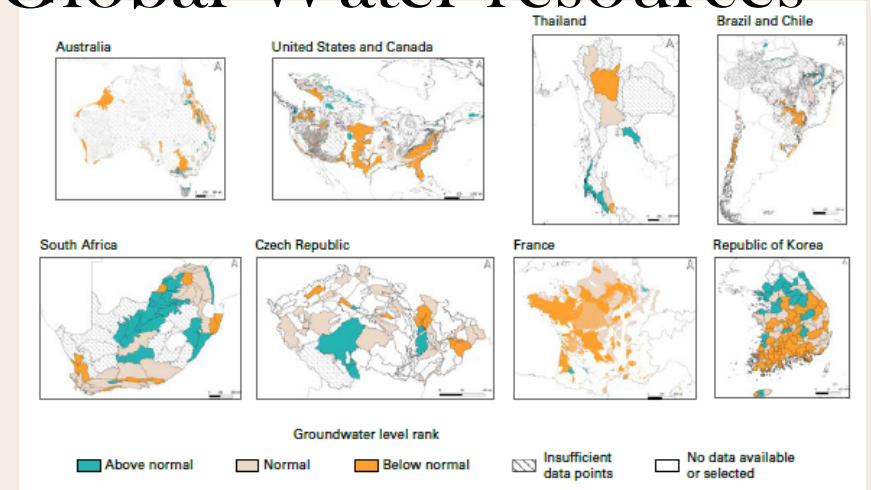 Global Water resources
Thailand
Brazil and Chile
Australia
United States and Canada
South Africa
Czech Republic
France
Republic of Korea
Groundwater level rank
Above normal
Normal
Below normal
Insufficient
data points
No data available
or selected